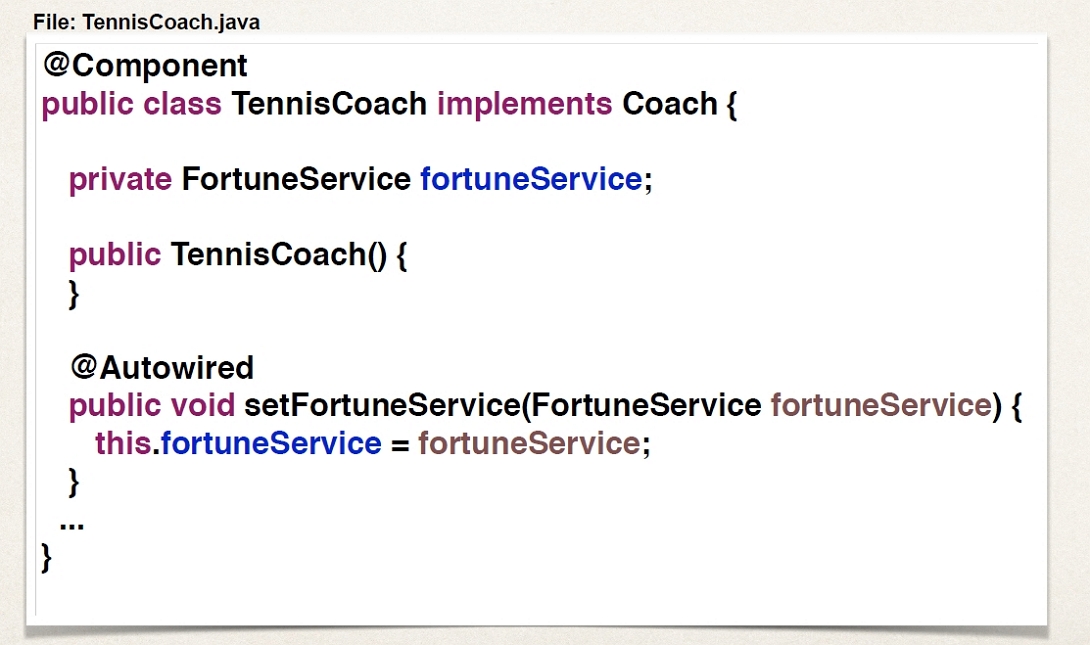 File: TennisCoach.java
@Component
public class TennisCoach implements Coach {
private FortuneService fortuneService;
public TennisCoach() {
}
@Autowired
public void setFortuneService(FortuneService fortuneService) {
this.fortuneService = fortuneService;
}
...
}